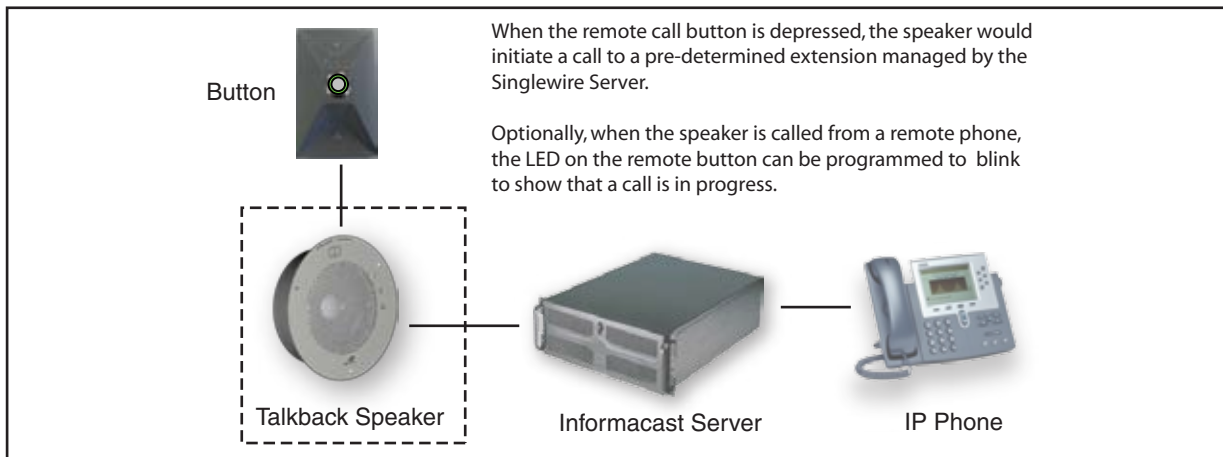 When the remote call button is depressed, the speaker would
initiate a call to a pre-determined extension managed by the
Singlewire Server.
Button
Optionally, when the speaker is called from a remote phone,
the LED on the remote button can be programmed to blink
to show that a call is in progress.
Talkback Speaker
Informacast Server
IP Phone